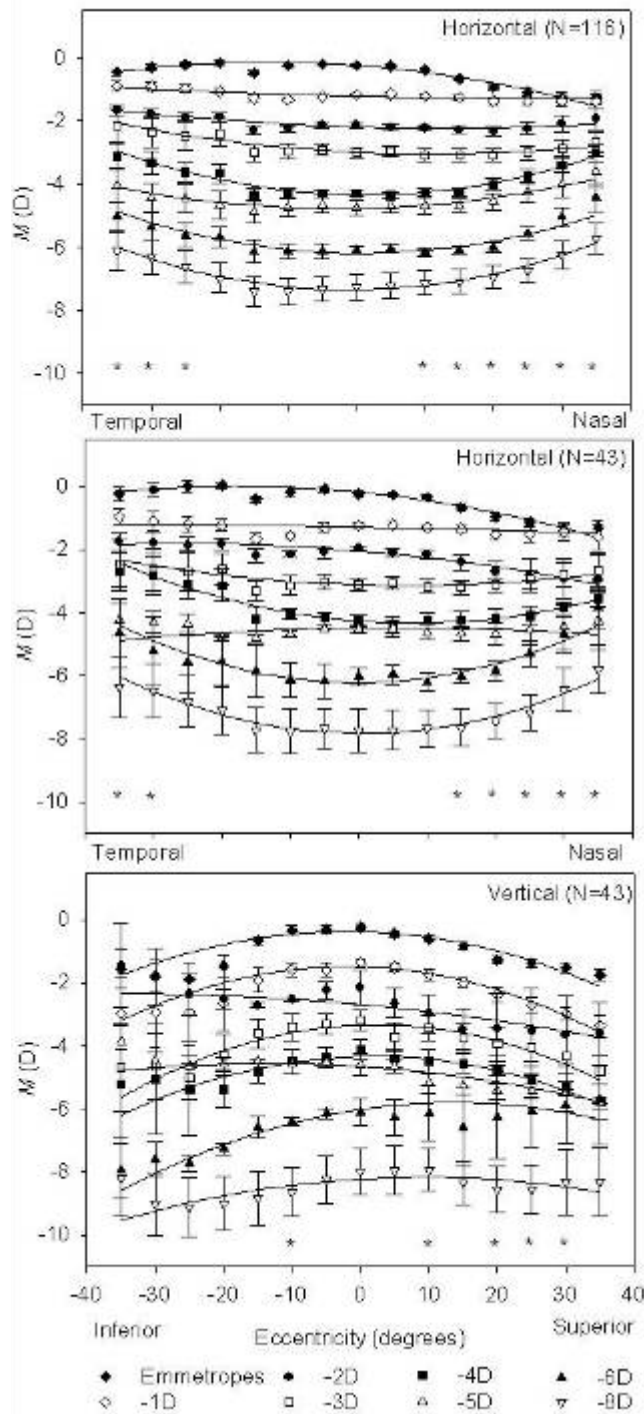 Horizontal (N=116)
0
-2
-4
-6
-8
-10
M (D)
* * * * * * * * *
Temporal Nasal
Horizontal (N=43)
0
-2
-4
-6
-8
-10
M (D)
* * * * * * *
Temporal Nasal
Vertical (N=43)
0
-2
-4
-6
-8
-10
M (D)
* * * * *
-40 -30 -20 -10 0 10 20 30 40
Inferior Eccentricity (degrees) Superior
Emmetropes -2D -4D -6D
-1D -3D -5D -8D